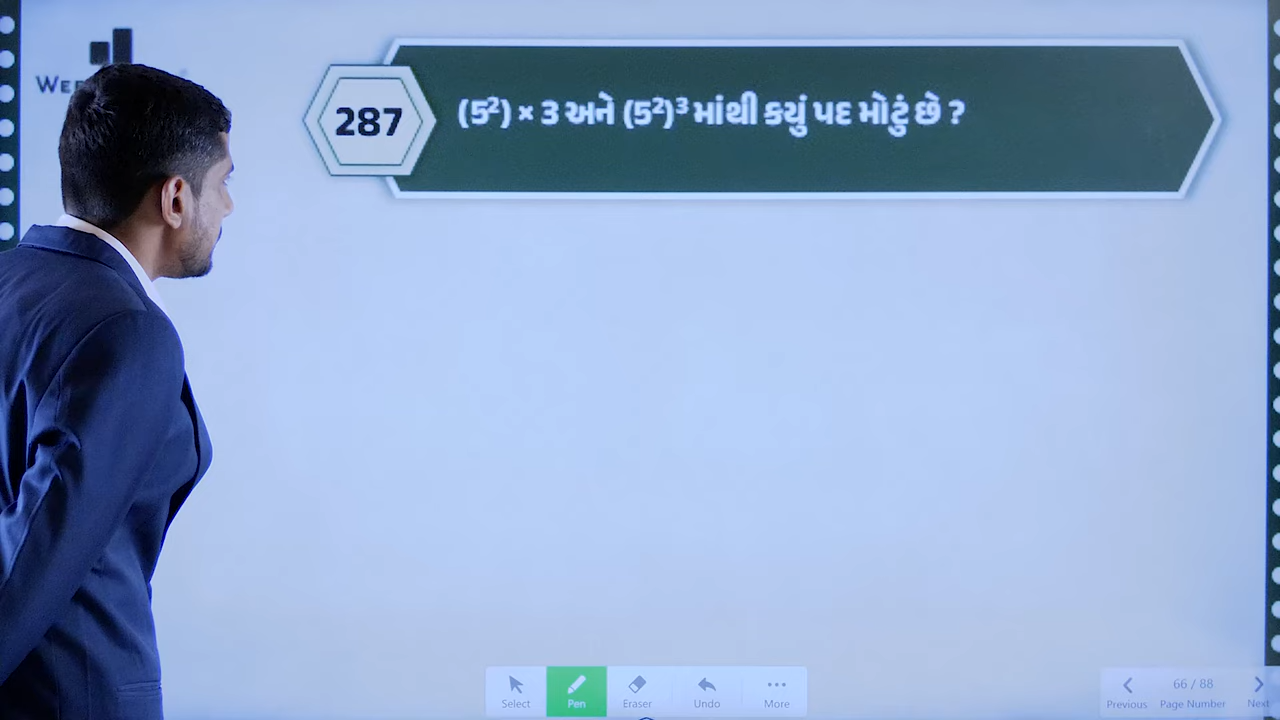 287
(5²) × 3 અને (5²)³ માંથી કયું પદ મોટું છે ?
Select
Pen
Eraser
Undo
More
Previous
66 / 88
Page Number
Next